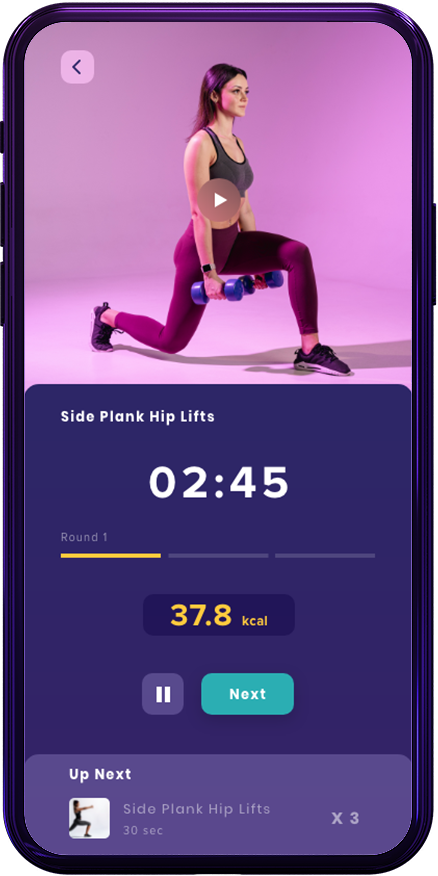 Side Plank Hip Lifts
02:45
Round 1
37.8 kcal
Next
Up Next
Side Plank Hip Lifts
X 3
30 sec